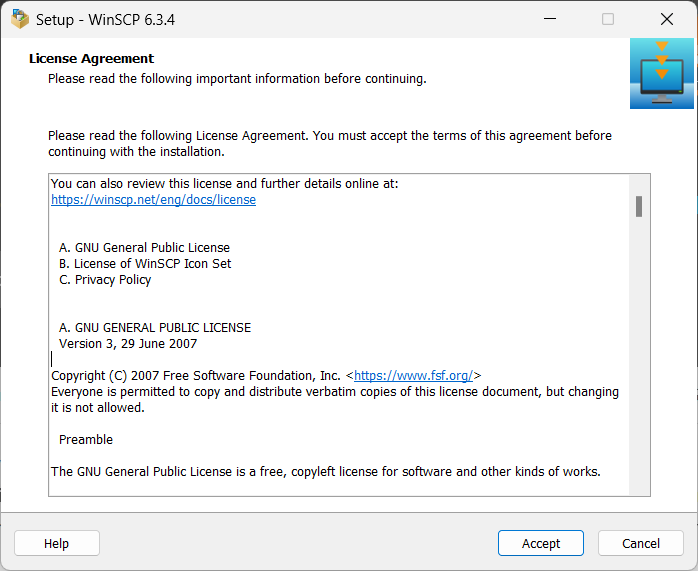 Setup - WinSCP 6.3.4
License Agreement
Please read the following important information before continuing.
Please read the following License Agreement. You must accept the terms of this agreement before
continuing with the installation.
You can also review this license and further details online at:
https://winscp.net/eng/docs/license
A. GNU General Public License
B. License of WinSCP Icon Set
C. Privacy Policy
A. GNU GENERAL PUBLIC LICENSE
Version 3, 29 June 2007
Copyright (C) 2007 Free Software Foundation, Inc. <https://www.fsf.org/>
Everyone is permitted to copy and distribute verbatim copies of this license document, but changing
it is not allowed.
Preamble
The GNU General Public License is a free, copyleft license for software and other kinds of works.
Help
Accept
Cancel